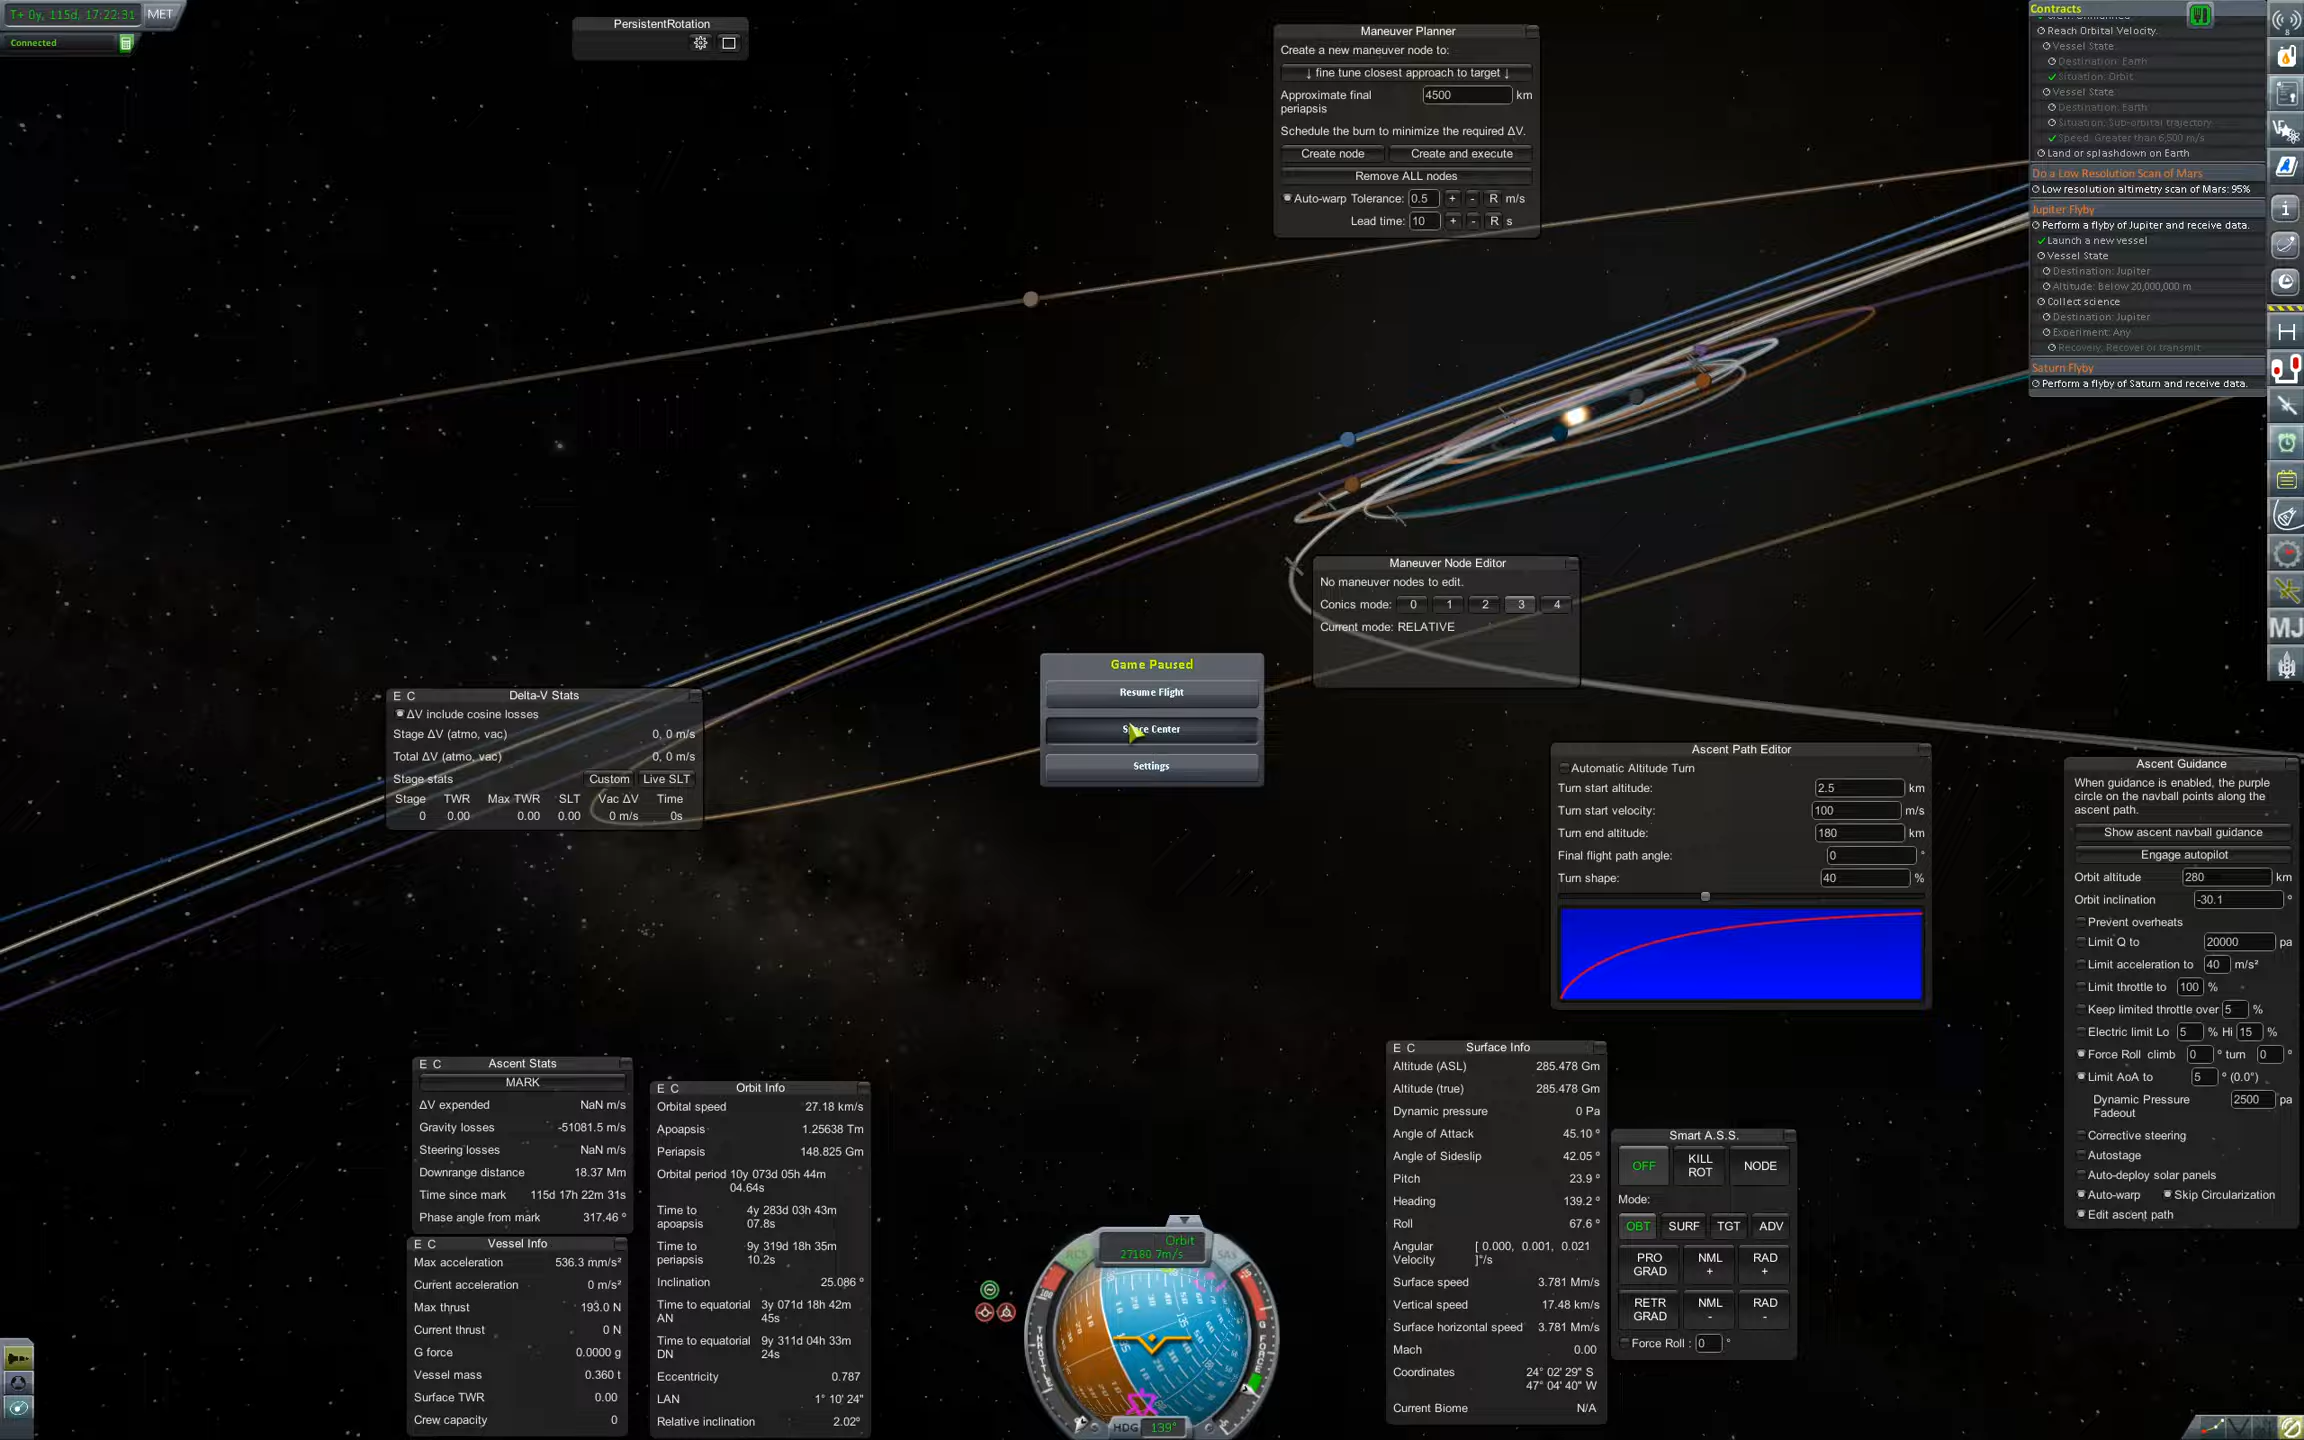 T+ 0y, 115d, 17:22:31 MET
Connected
PersistentRotation
Maneuver Planner
Create a new maneuver node to:
↓ fine tune closest approach to target ↓
Approximate final periapsis 4500 km
Schedule the burn to minimize the required ΔV.
Create node Create and execute
Remove ALL nodes
Auto-warp Tolerance: 0.5 + - R m/s
Lead time: 10 + - R s
Contracts
Reach Orbital Velocity.
Vessel State
Destination: Earth
Situation: Orbit
Vessel State
Destination: Earth
Situation: Sub-orbital trajectory
Speed: Greater than 6,500 m/s
Land or splashdown on Earth
Do a Low Resolution Scan of Mars
Low resolution altimetry scan of Mars: 95%
Jupiter Flyby
Perform a flyby of Jupiter and receive data.
Launch a new vessel
Vessel State
Destination: Jupiter
Altitude: Below 20,000,000 m
Collect science
Destination: Jupiter
Experiment: Any
Recovery: Recover or transmit
Saturn Flyby
Perform a flyby of Saturn and receive data.
MJ
Maneuver Node Editor
No maneuver nodes to edit.
Conics mode: 0 1 2 3 4
Current mode: RELATIVE
Game Paused
Resume Flight
Space Center
Settings
E C Delta-V Stats
ΔV include cosine losses
Stage ΔV (atmo, vac) 0, 0 m/s
Total ΔV (atmo, vac) 0, 0 m/s
Stage stats Custom Live SLT
Stage TWR Max TWR SLT Vac ΔV Time
0 0.00 0.00 0.00 0 m/s 0s
Ascent Path Editor
Automatic Altitude Turn
Turn start altitude: 2.5 km
Turn start velocity: 100 m/s
Turn end altitude: 180 km
Final flight path angle: 0 °
Turn shape: 40 %
Ascent Guidance
When guidance is enabled, the purple
circle on the navball points along the
ascent path.
Show ascent navball guidance
Engage autopilot
Orbit altitude 280 km
Orbit inclination -30.1 °
Prevent overheats
Limit Q to 20000 pa
Limit acceleration to 40 m/s²
Limit throttle to 100 %
Keep limited throttle over 5 %
Electric limit Lo 5 % Hi 15 %
Force Roll climb 0 ° turn 0 °
Limit AoA to 5 ° (0.0°)
Dynamic Pressure Fadeout 2500 pa
Corrective steering
Autostage
Auto-deploy solar panels
Auto-warp Skip Circularization
Edit ascent path
E C Ascent Stats
MARK
ΔV expended NaN m/s
Gravity losses -51081.5 m/s
Steering losses NaN m/s
Downrange distance 18.37 Mm
Time since mark 115d 17h 22m 31s
Phase angle from mark 317.46 °
E C Vessel Info
Max acceleration 536.3 mm/s²
Current acceleration 0 m/s²
Max thrust 193.0 N
Current thrust 0 N
G force 0.0000 g
Vessel mass 0.360 t
Surface TWR 0.00
Crew capacity 0
E C Orbit Info
Orbital speed 27.18 km/s
Apoapsis 1.25638 Tm
Periapsis 148.825 Gm
Orbital period 10y 073d 05h 44m 04.64s
Time to apoapsis 4y 283d 03h 43m 07.8s
Time to periapsis 9y 319d 18h 35m 10.2s
Inclination 25.086 °
Time to equatorial AN 3y 071d 18h 42m 45s
Time to equatorial DN 9y 311d 04h 33m 24s
Eccentricity 0.787
LAN 1° 10' 24"
Relative inclination 2.02°
RCS
Orbit
27180.7m/s
SAS
THROTTLE
G FORCE
HDG 139°
E C Surface Info
Altitude (ASL) 285.478 Gm
Altitude (true) 285.478 Gm
Dynamic pressure 0 Pa
Angle of Attack 45.10 °
Angle of Sideslip 42.05 °
Pitch 23.9 °
Heading 139.2 °
Roll 67.6 °
Angular Velocity [ 0.000, 0.001, 0.021 ]°/s
Surface speed 3.781 Mm/s
Vertical speed 17.48 km/s
Surface horizontal speed 3.781 Mm/s
Mach 0.00
Coordinates 24° 02' 29" S
47° 04' 40" W
Current Biome N/A
Smart A.S.S.
OFF KILL ROT NODE
Mode:
OBT SURF TGT ADV
PRO GRAD NML + RAD +
RETR GRAD NML - RAD -
Force Roll : 0 °